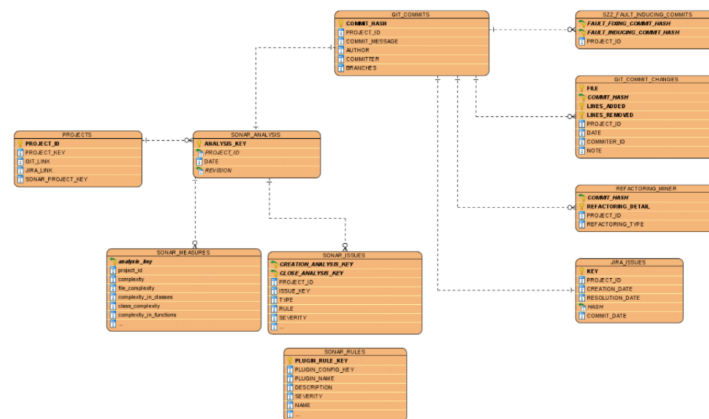 GIT_COMMITS
COMMIT_HASH
PROJECT_ID
COMMIT_MESSAGE
AUTHOR
COMMITTER
BRANCHES
SZZ_FAULT_INDUCING_COMMITS
FAULT_FIXING_COMMIT_HASH
FAULT_INDUCING_COMMIT_HASH
PROJECT_ID
GIT_COMMIT_CHANGES
FILE
COMMIT_HASH
LINES_ADDED
LINES_REMOVED
PROJECT_ID
DATE
COMMITER_ID
NOTE
PROJECTS
PROJECT_ID
PROJECT_KEY
GIT_LINK
JIRA_LINK
SONAR_PROJECT_KEY
SONAR_ANALYSIS
ANALYSIS_KEY
PROJECT_ID
DATE
REVISION
REFACTORING_MINER
COMMIT_HASH
REFACTORING_DETAIL
PROJECT_ID
REFACTORING_TYPE
SONAR_MEASURES
analysis_key
project_id
complexity
file_complexity
complexity_in_classes
class_complexity
complexity_in_functions
...
SONAR_ISSUES
CREATION_ANALYSIS_KEY
CLOSE_ANALYSIS_KEY
PROJECT_ID
ISSUE_KEY
TYPE
RULE
SEVERITY
...
JIRA_ISSUES
KEY
PROJECT_ID
CREATION_DATE
RESOLUTION_DATE
HASH
COMMIT_DATE
SONAR_RULES
PLUGIN_RULE_KEY
PLUGIN_CONFIG_KEY
PLUGIN_NAME
DESCRIPTION
SEVERITY
NAME
...